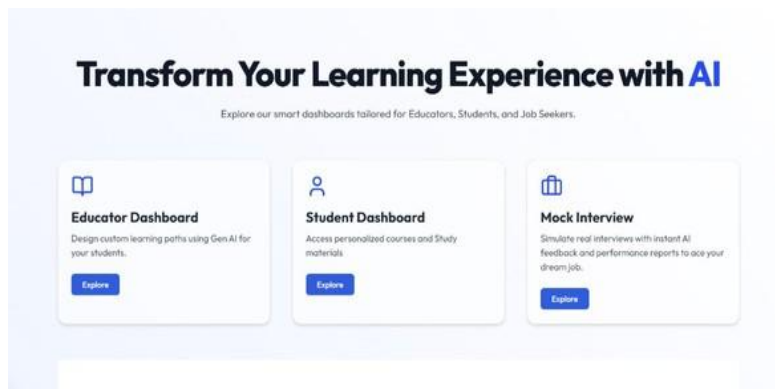 Transform Your Learning Experience with AI
Explore our smart dashboards tailored for Educators, Students, and Job Seekers.
Educator Dashboard
Design custom learning paths using Gen AI for
your students.
Explore
Student Dashboard
Access personalized courses and Study
materials
Explore
Mock Interview
Simulate real interviews with instant AI
feedback and performance reports to ace your
dream job.
Explore